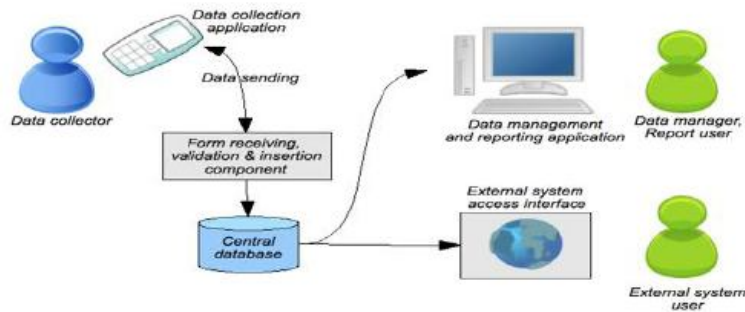 Data collection
application
Data sending
Data collector
Form receiving,
validation & insertion
component
Central
database
Data management
and reporting application
Data manager,
Report user
External system
access interface
External system
user